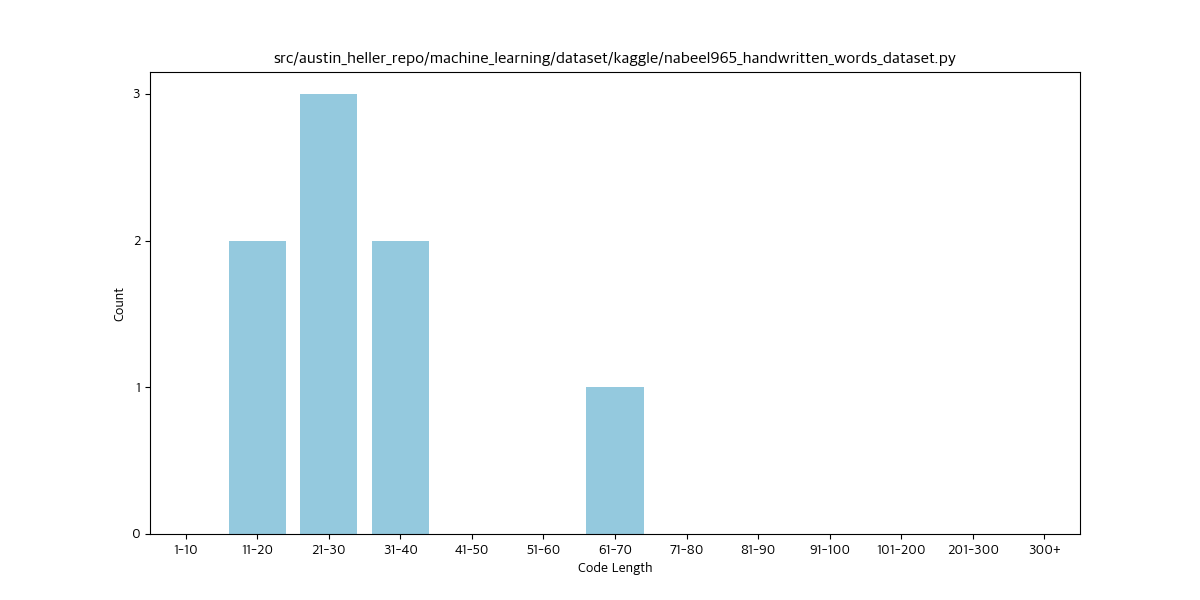 src/austin_heller_repo/machine_learning/dataset/kaggle/nabeel965_handwritten_words_dataset.py
3
2
1
0
Count
1-10 11-20 21-30 31-40 41-50 51-60 61-70 71-80 81-90 91-100 101-200 201-300 300+
Code Length